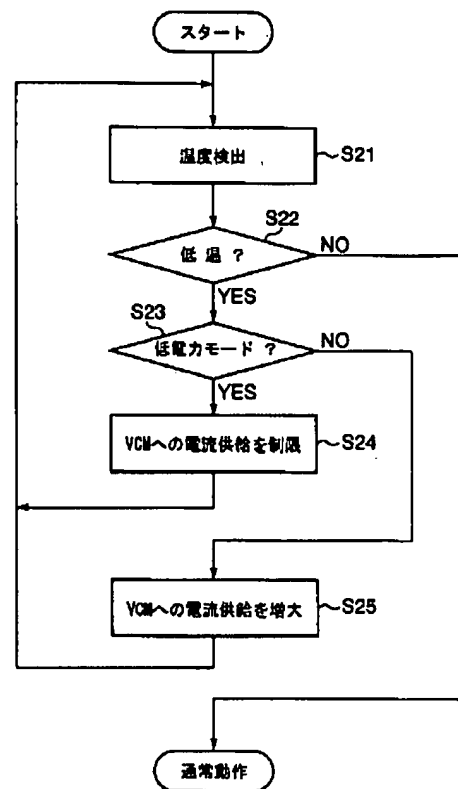 スタート
温度検出
S21
S22
低温？
NO
YES
S23
低電力モード？
NO
YES
VCMへの電流供給を制限
S24
VCMへの電流供給を増大
S25
通常動作